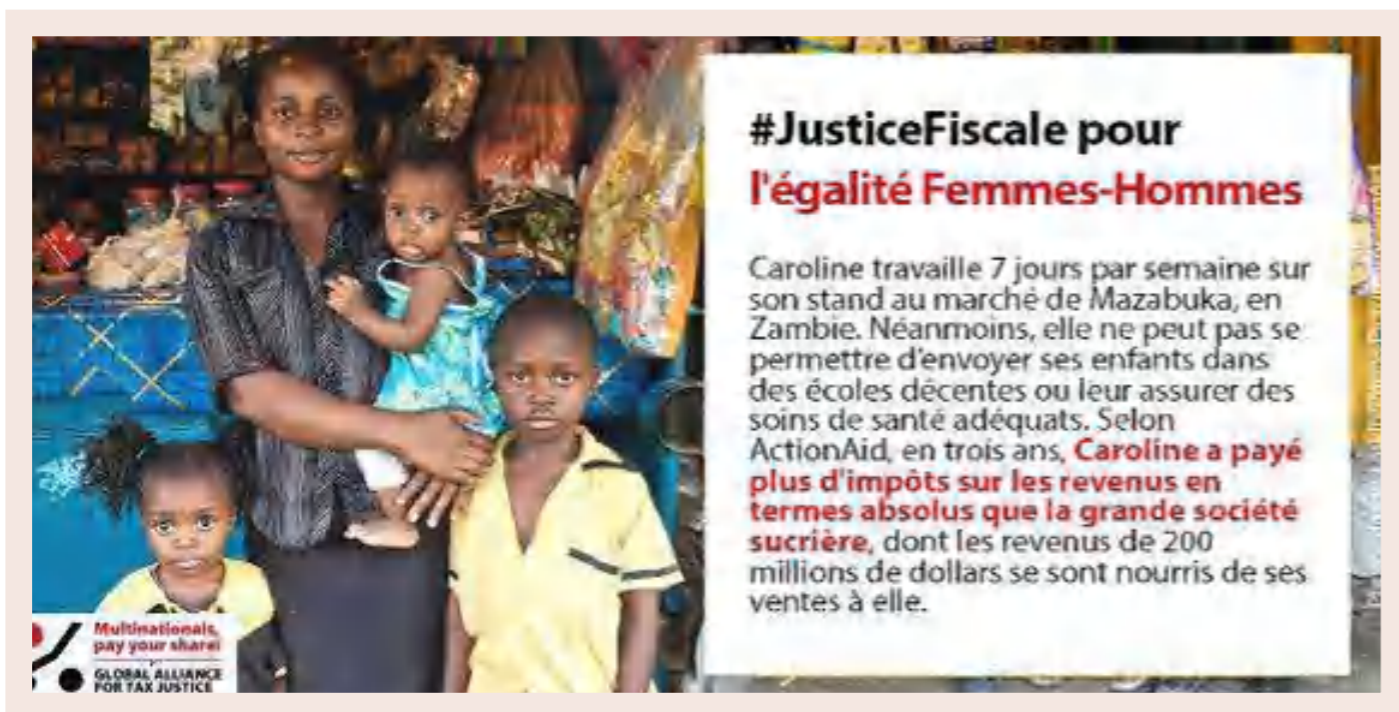 #JusticeFiscale pour
l'égalité Femmes-Hommes
Caroline travaille 7 jours par semaine sur
son stand au marché de Mazabuka, en
Zambie. Néanmoins, elle ne peut pas se
permettre d'envoyer ses enfants dans
des écoles décentes ou leur assurer des
soins de santé adéquats. Selon
ActionAid, en trois ans, Caroline a payé
plus d'impôts sur les revenus en
termes absolus que la grande société
sucrière, dont les revenus de 200
millions de dollars se sont nourris de ses
ventes à elle.
Multinationals,
pay your share!
GLOBAL ALLIANCE
FOR TAX JUSTICE